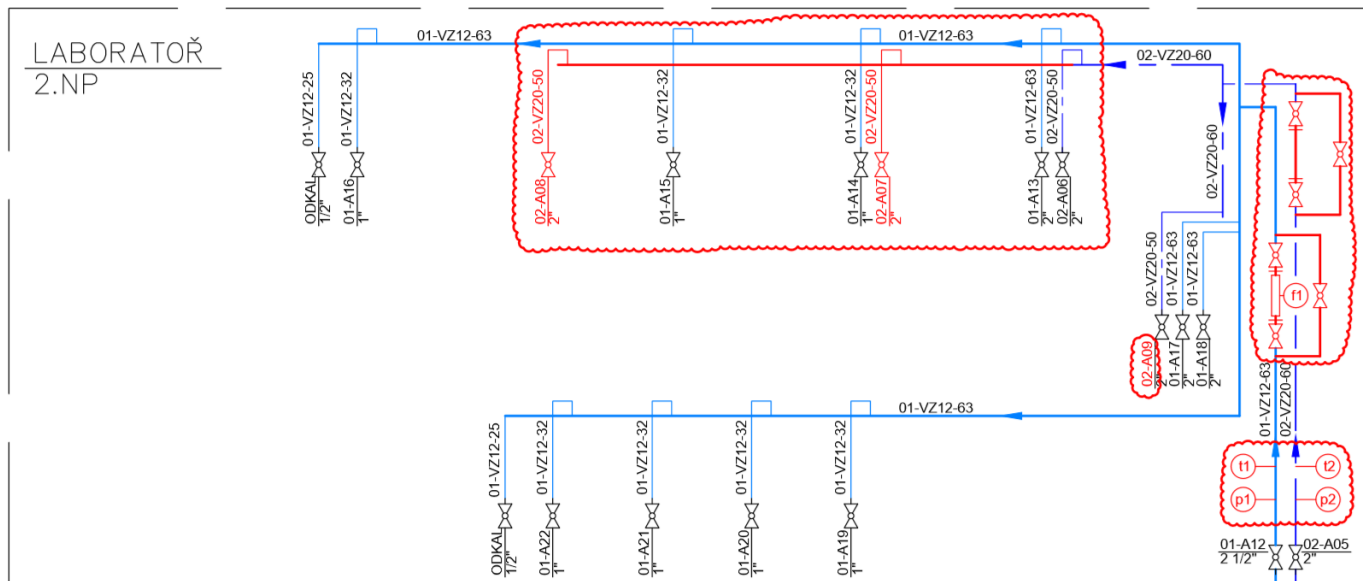 LABORATOŘ
2.NP
01-VZ12-63
01-VZ12-63
02-VZ20-60
01-VZ12-25
01-VZ12-32
02-VZ20-50
01-VZ12-32
01-VZ12-32
02-VZ20-50
01-VZ12-63
02-VZ20-50
02-VZ20-60
ODKAL
1/2"
01-A16
1"
02-A08
2"
01-A15
1"
01-A14
1"
02-A07
2"
01-A13
2"
02-A06
2"
02-VZ20-50
01-VZ12-63
01-VZ12-63
f1
02-A09
2"
01-A17
2"
01-A18
2"
01-VZ12-63
02-VZ20-60
01-VZ12-63
01-VZ12-25
01-VZ12-32
01-VZ12-32
01-VZ12-32
01-VZ12-32
t1
t2
p1
p2
ODKAL
1/2"
01-A22
1"
01-A21
1"
01-A20
1"
01-A19
1"
01-A12
2 1/2"
02-A05
2"